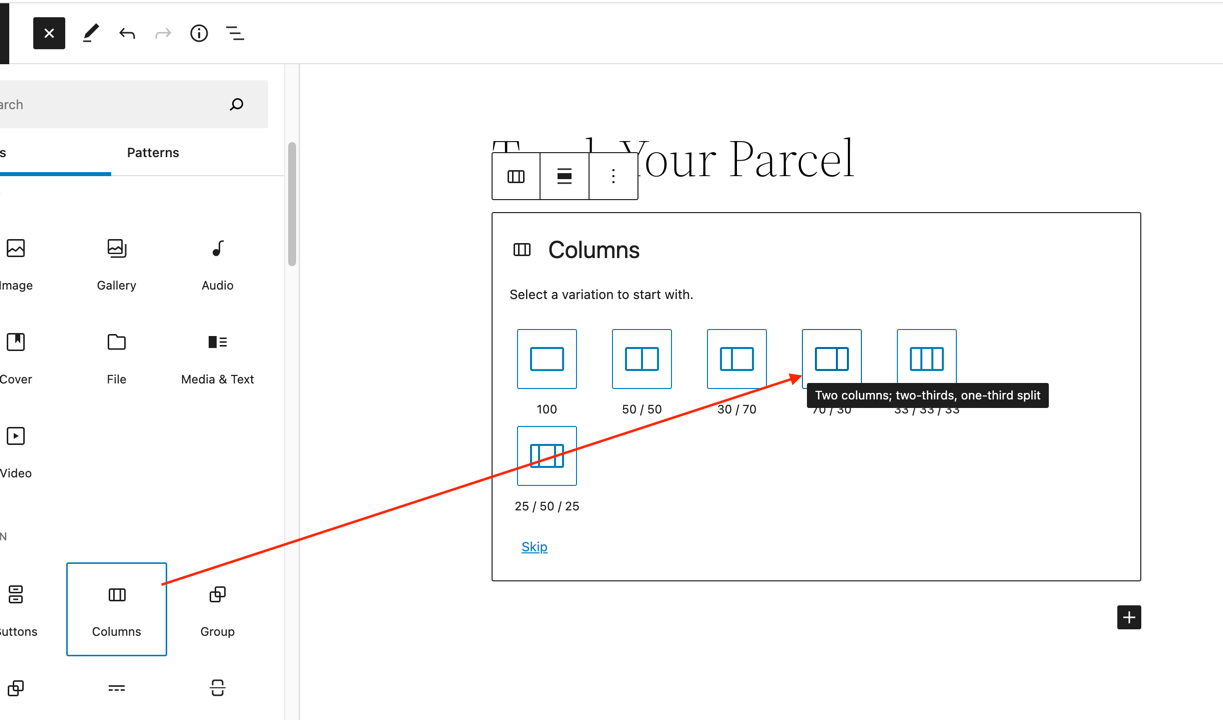 arch
s
Patterns
T   k Your Parcel
Image
Gallery
Audio
Columns
Select a variation to start with.
Cover
File
Media & Text
100
50 / 50
30 / 70
70 / 30
33 / 33 / 33
Two columns; two-thirds, one-third split
Video
25 / 50 / 25
N
Skip
uttons
Columns
Group